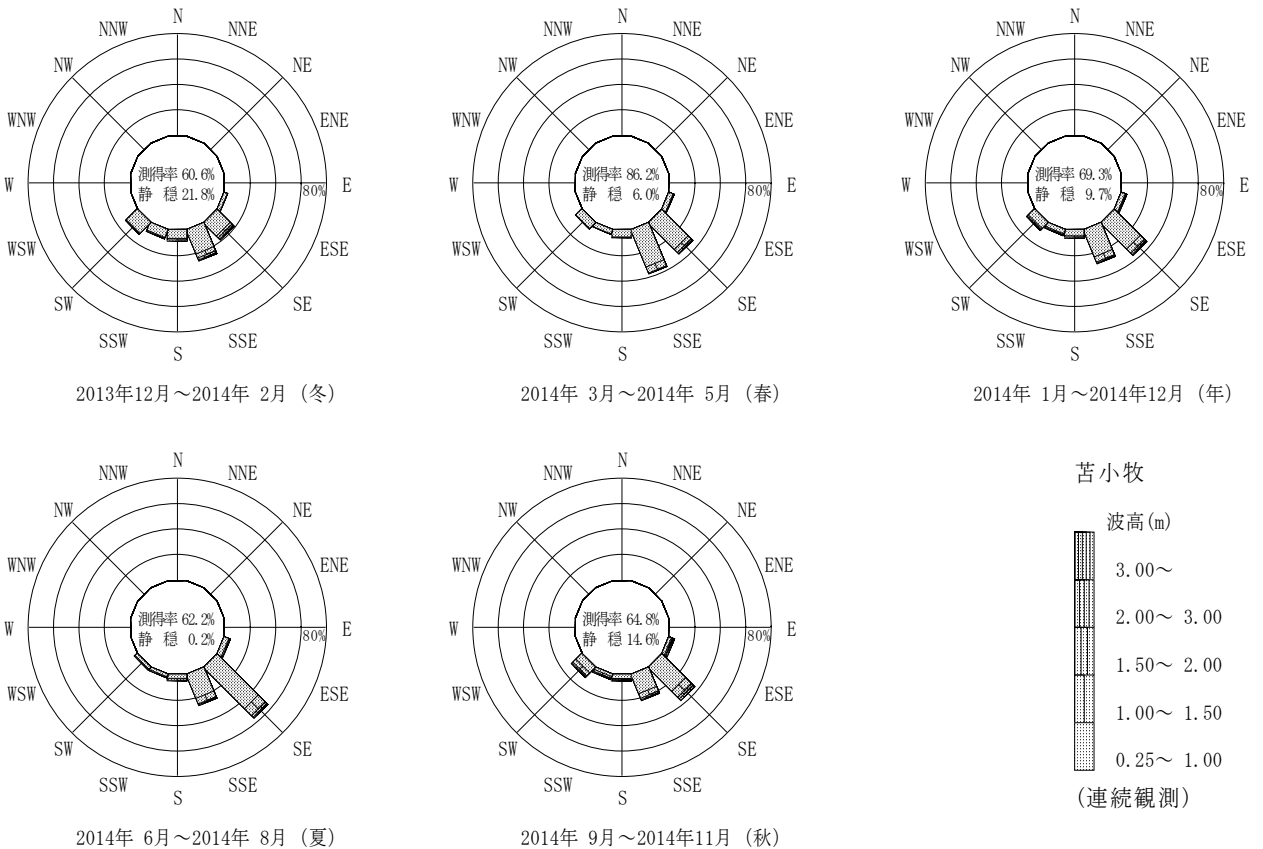 N
NNW NNE
NW NE
WNW ENE
測得率 60.6%
W 80% E
静 穏 21.8%
WSW ESE
SW SE
SSW SSE
S
2013年12月～2014年 2月 (冬)
N
NNW NNE
NW NE
WNW ENE
測得率 86.2%
W 80% E
静 穏 6.0%
WSW ESE
SW SE
SSW SSE
S
2014年 3月～2014年 5月 (春)
N
NNW NNE
NW NE
WNW ENE
測得率 69.3%
W 80% E
静 穏 9.7%
WSW ESE
SW SE
SSW SSE
S
2014年 1月～2014年12月 (年)
N
NNW NNE
NW NE
WNW ENE
測得率 62.2%
W 80% E
静 穏 0.2%
WSW ESE
SW SE
SSW SSE
S
2014年 6月～2014年 8月 (夏)
N
NNW NNE
NW NE
WNW ENE
測得率 64.8%
W 80% E
静 穏 14.6%
WSW ESE
SW SE
SSW SSE
S
2014年 9月～2014年11月 (秋)
苫小牧
波高(m)
3.00～
2.00～ 3.00
1.50～ 2.00
1.00～ 1.50
0.25～ 1.00
(連続観測)